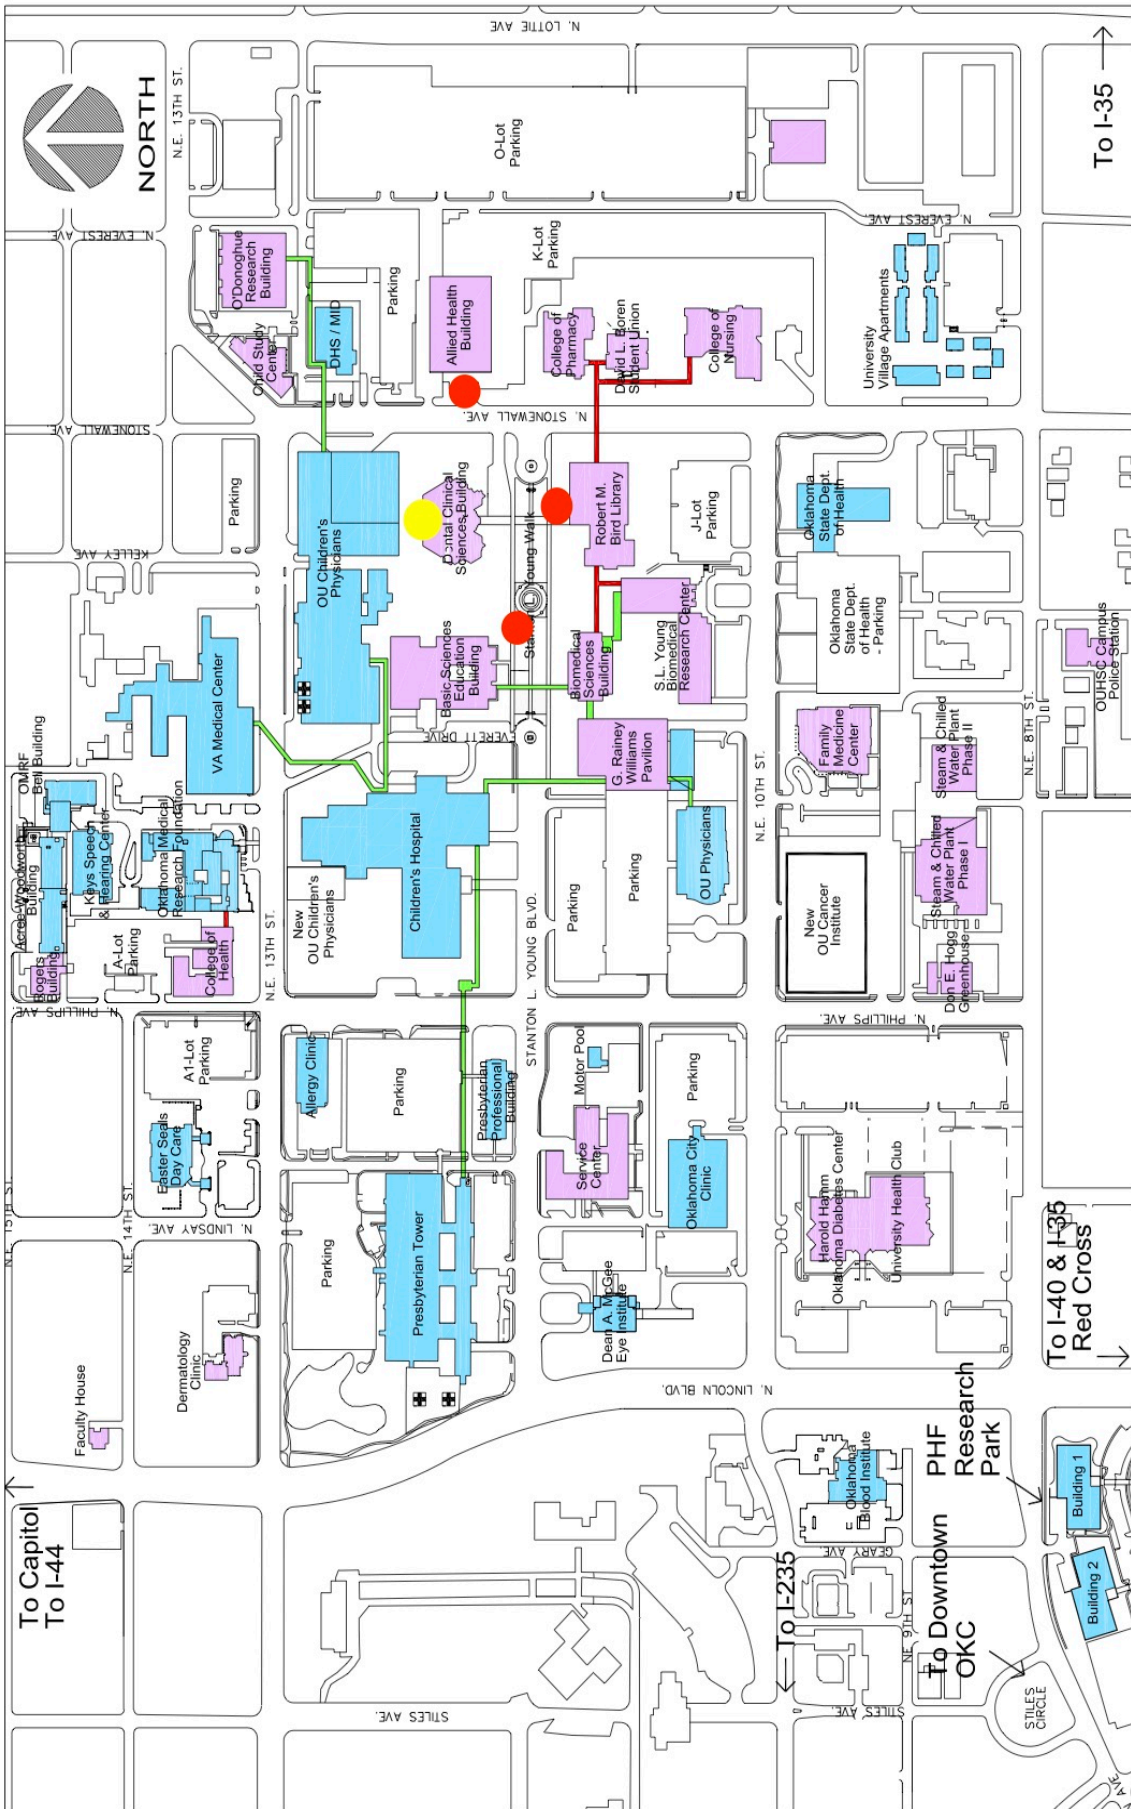 N. LOTTIE AVE
N.E. 13TH ST.
NORTH
O-Lot
Parking
To I-35
N. EVEREST AVE
N. EVEREST AVE.
O'Donoghue
Research
Building
K-Lot
Parking
Parking
Child Study
Center
DHS / MID
Allied Health
Building
College of
Pharmacy
David L. Boren
Student Union
College of
Nursing
University
Village Apartments
STONEWALL AVE
N. STONEWALL AVE.
Parking
KELLEY AVE
OU Children's
Physicians
Dental Clinical
Sciences Building
Robert M.
Bird Library
J-Lot
Parking
Oklahoma
State Dept.
of Health
Young Walk
VA Medical Center
Basic Sciences
Education
Building
Biomedical
Sciences
Building
S.L. Young
Biomedical
Research Center
Oklahoma
State Dept.
of Health
- Parking
OUHSC Campus
Police Station
N.E. 8TH ST.
EVERETT DRIVE
G. Rainey
Williams
Pavilion
N.E. 10TH ST.
Family
Medicine
Center
Steam & Chilled
Water Plant
Phase II
OMRF
Bell Building
Acree-Woodworth
Building
Keys Speech
& Hearing Center
Oklahoma Medical
Research Foundation
Children's Hospital
OU Physicians
Steam & Chilled
Water Plant
Phase I
Rogers
Building
A-Lot
Parking
College of
Health
N.E. 13TH ST.
New
OU Children's
Physicians
STANTON L. YOUNG BLVD.
Parking
Parking
New
OU Cancer
Institute
Don E. Hogg
Greenhouse
N. PHILLIPS AVE
N. PHILLIPS AVE.
A1-Lot
Parking
Allergy Clinic
Parking
Presbyterian
Professional
Building
Motor Pool
Parking
Easter Seals
Day Care
Service
Center
Oklahoma City
Clinic
N.E. 15TH ST.
N.E. 14TH ST.
N. LINDSAY AVE.
Parking
Presbyterian Tower
Dean A. McGee
Eye Institute
Harold Hamm
Oklahoma Diabetes Center
University Health Club
To I-40 & I-35
Red Cross
Faculty House
Dermatology
Clinic
N. LINCOLN BLVD.
PHF
Research
Park
Oklahoma
Blood Institute
Building 1
Building 2
To Capitol
To I-44
GEARY AVE.
To I-235
NE 9TH ST
To Downtown
OKC
STILES AVE.
STILES AVE.
STILES
CIRCLE
AVE